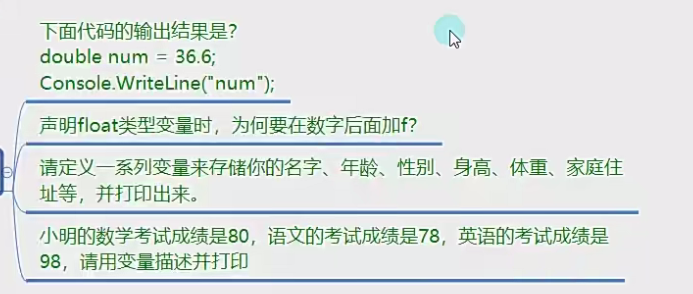 下面代码的输出结果是?
double num = 36.6;
Console.WriteLine("num");
声明float类型变量时，为何要在数字后面加f?
请定义一系列变量来存储你的名字、年龄、性别、身高、体重、家庭住
址等，并打印出来。
小明的数学考试成绩是80，语文的考试成绩是78，英语的考试成绩是
98，请用变量描述并打印